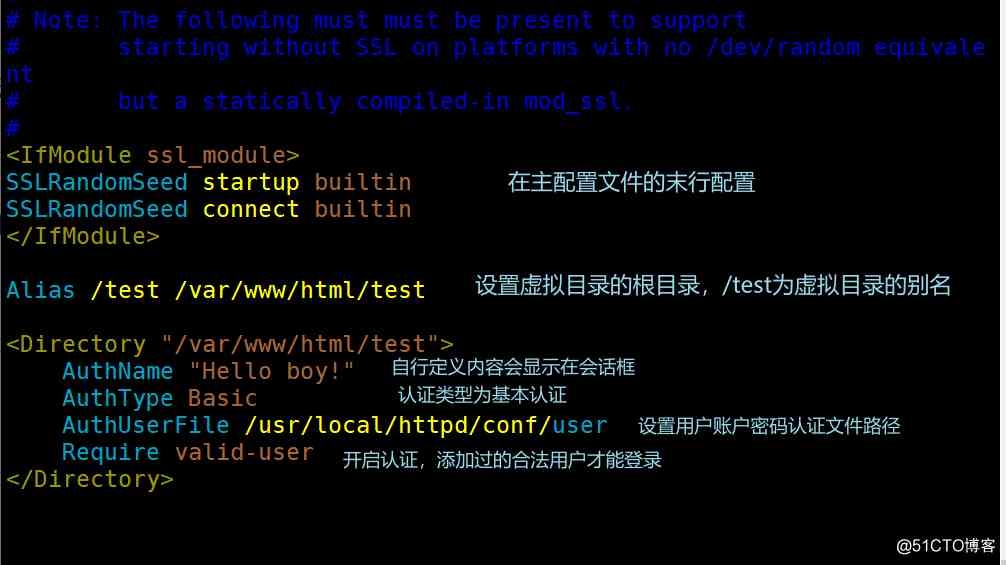 # Note: The following must must be present to support
#       starting without SSL on platforms with no /dev/random equivale
nt
#       but a statically compiled-in mod_ssl.
#
<IfModule ssl_module>
SSLRandomSeed startup builtin 在主配置文件的末行配置
SSLRandomSeed connect builtin
</IfModule>
Alias /test /var/www/html/test 设置虚拟目录的根目录，/test为虚拟目录的别名
<Directory "/var/www/html/test">
    AuthName "Hello boy!" 自行定义内容会显示在会话框
    AuthType Basic 认证类型为基本认证
    AuthUserFile /usr/local/httpd/conf/user 设置用户账户密码认证文件路径
    Require valid-user 开启认证，添加过的合法用户才能登录
</Directory>
@51CTO博客